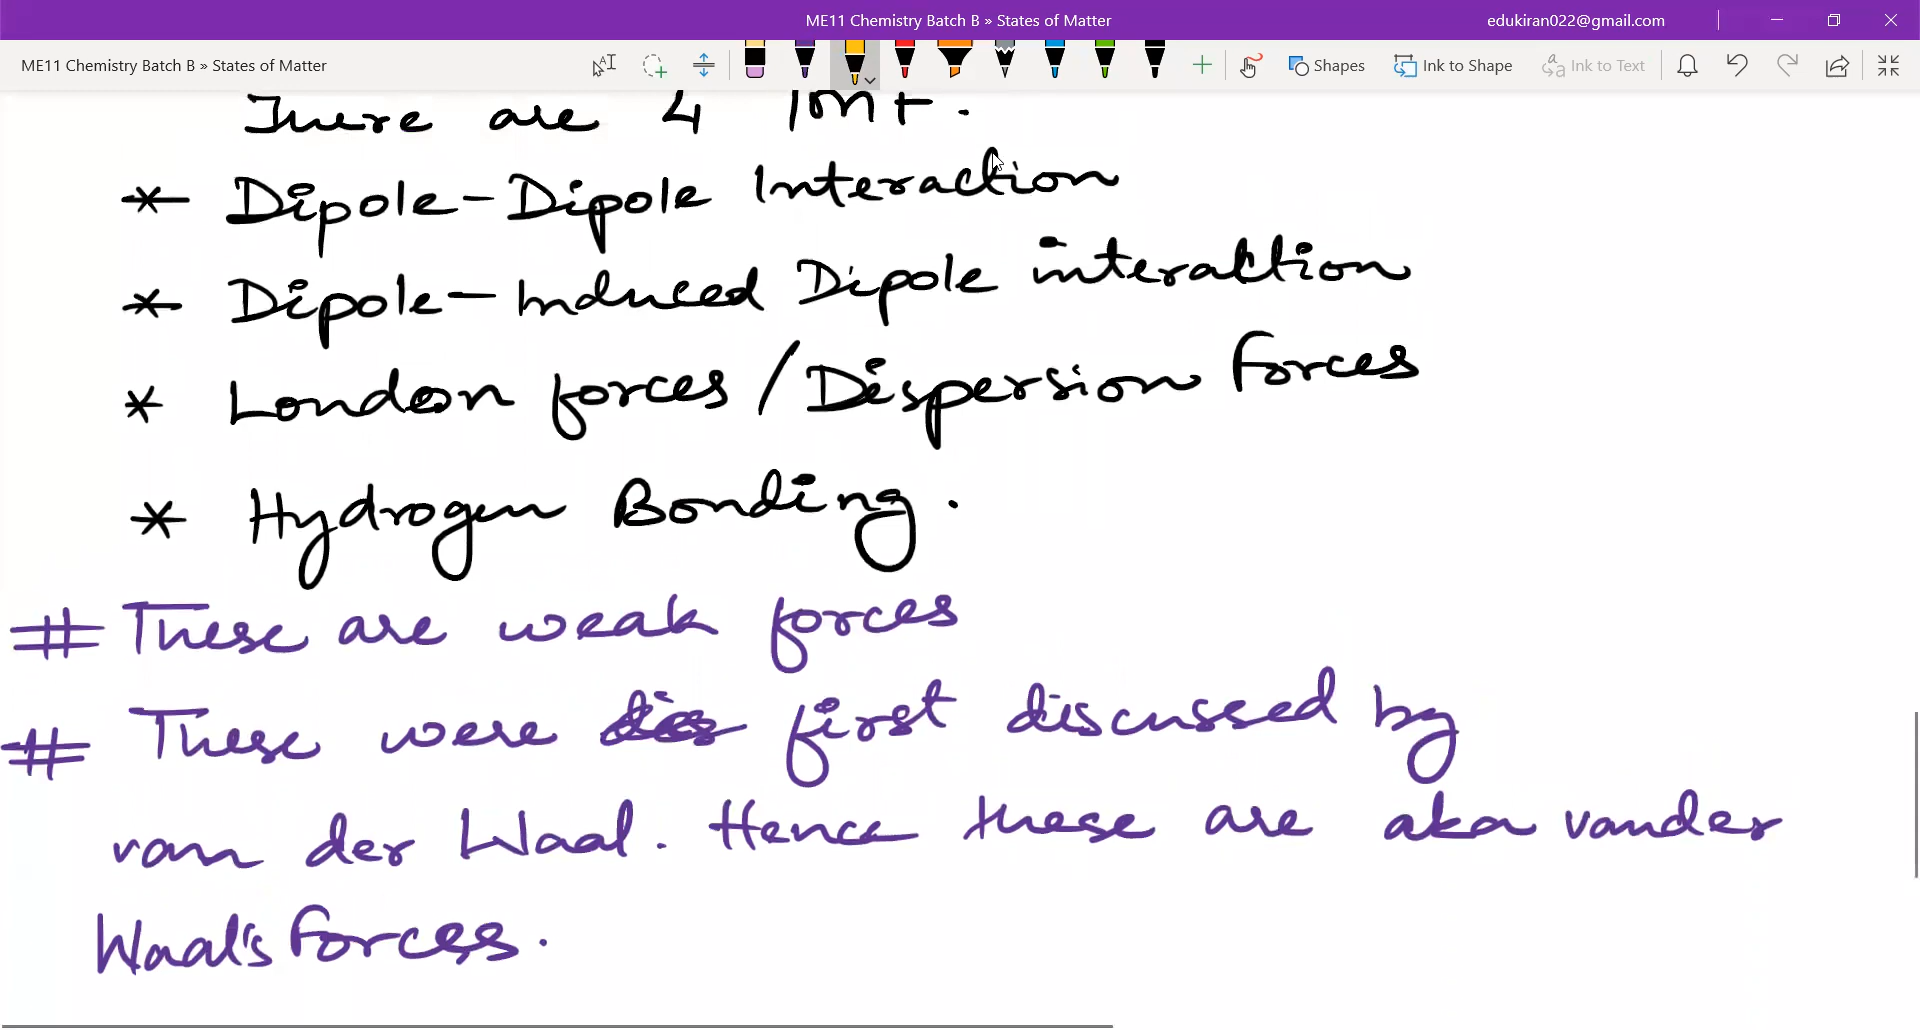 ME11 Chemistry Batch B » States of Matter
edukiran022@gmail.com
ME11 Chemistry Batch B » States of Matter
Shapes
Ink to Shape
Ink to Text
There are 4 IMF.
* Dipole-Dipole Interaction
* Dipole-Induced Dipole interaction
* London forces / Dispersion Forces
* Hydrogen Bonding.
# These are weak forces
# These were first discussed by
van der Waal. Hence these are aka vander
Waal's Forces.